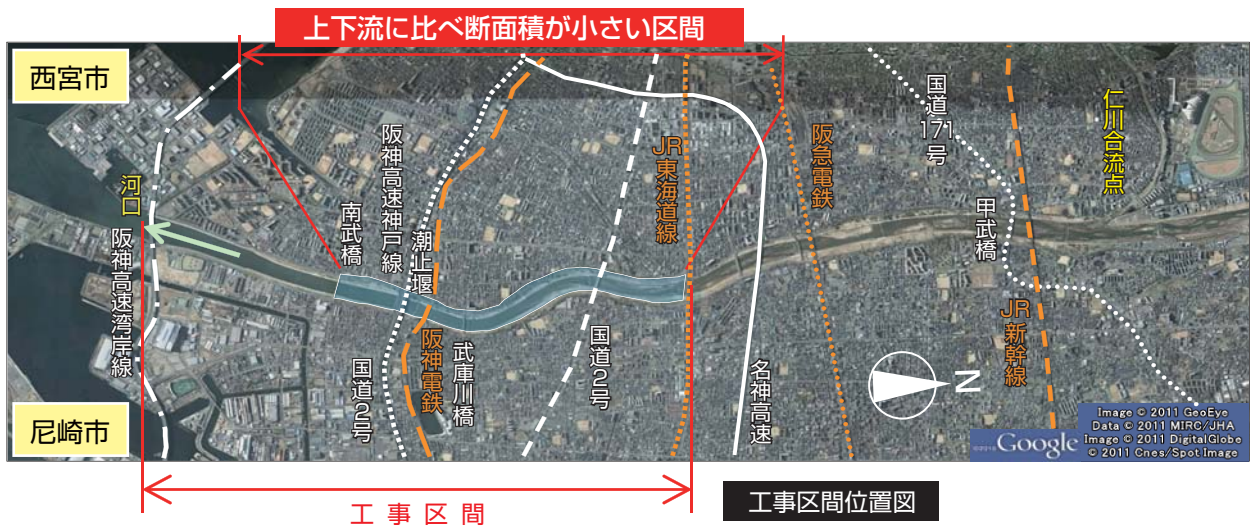 上下流に比べ断面積が小さい区間
西宮市
河口
阪神高速湾岸線
南武橋
阪神高速神戸線
潮止堰
国道2号
阪神電鉄
武庫川橋
国道2号
JR東海道線
名神高速
阪急電鉄
国道171号
甲武橋
JR新幹線
仁川合流点
N
尼崎市
Image © 2011 GeoEye
Data © 2011 MIRC/JHA
Image © 2011 DigitalGlobe
© 2011 Cnes/Spot Image
Google
工事区間
工事区間位置図